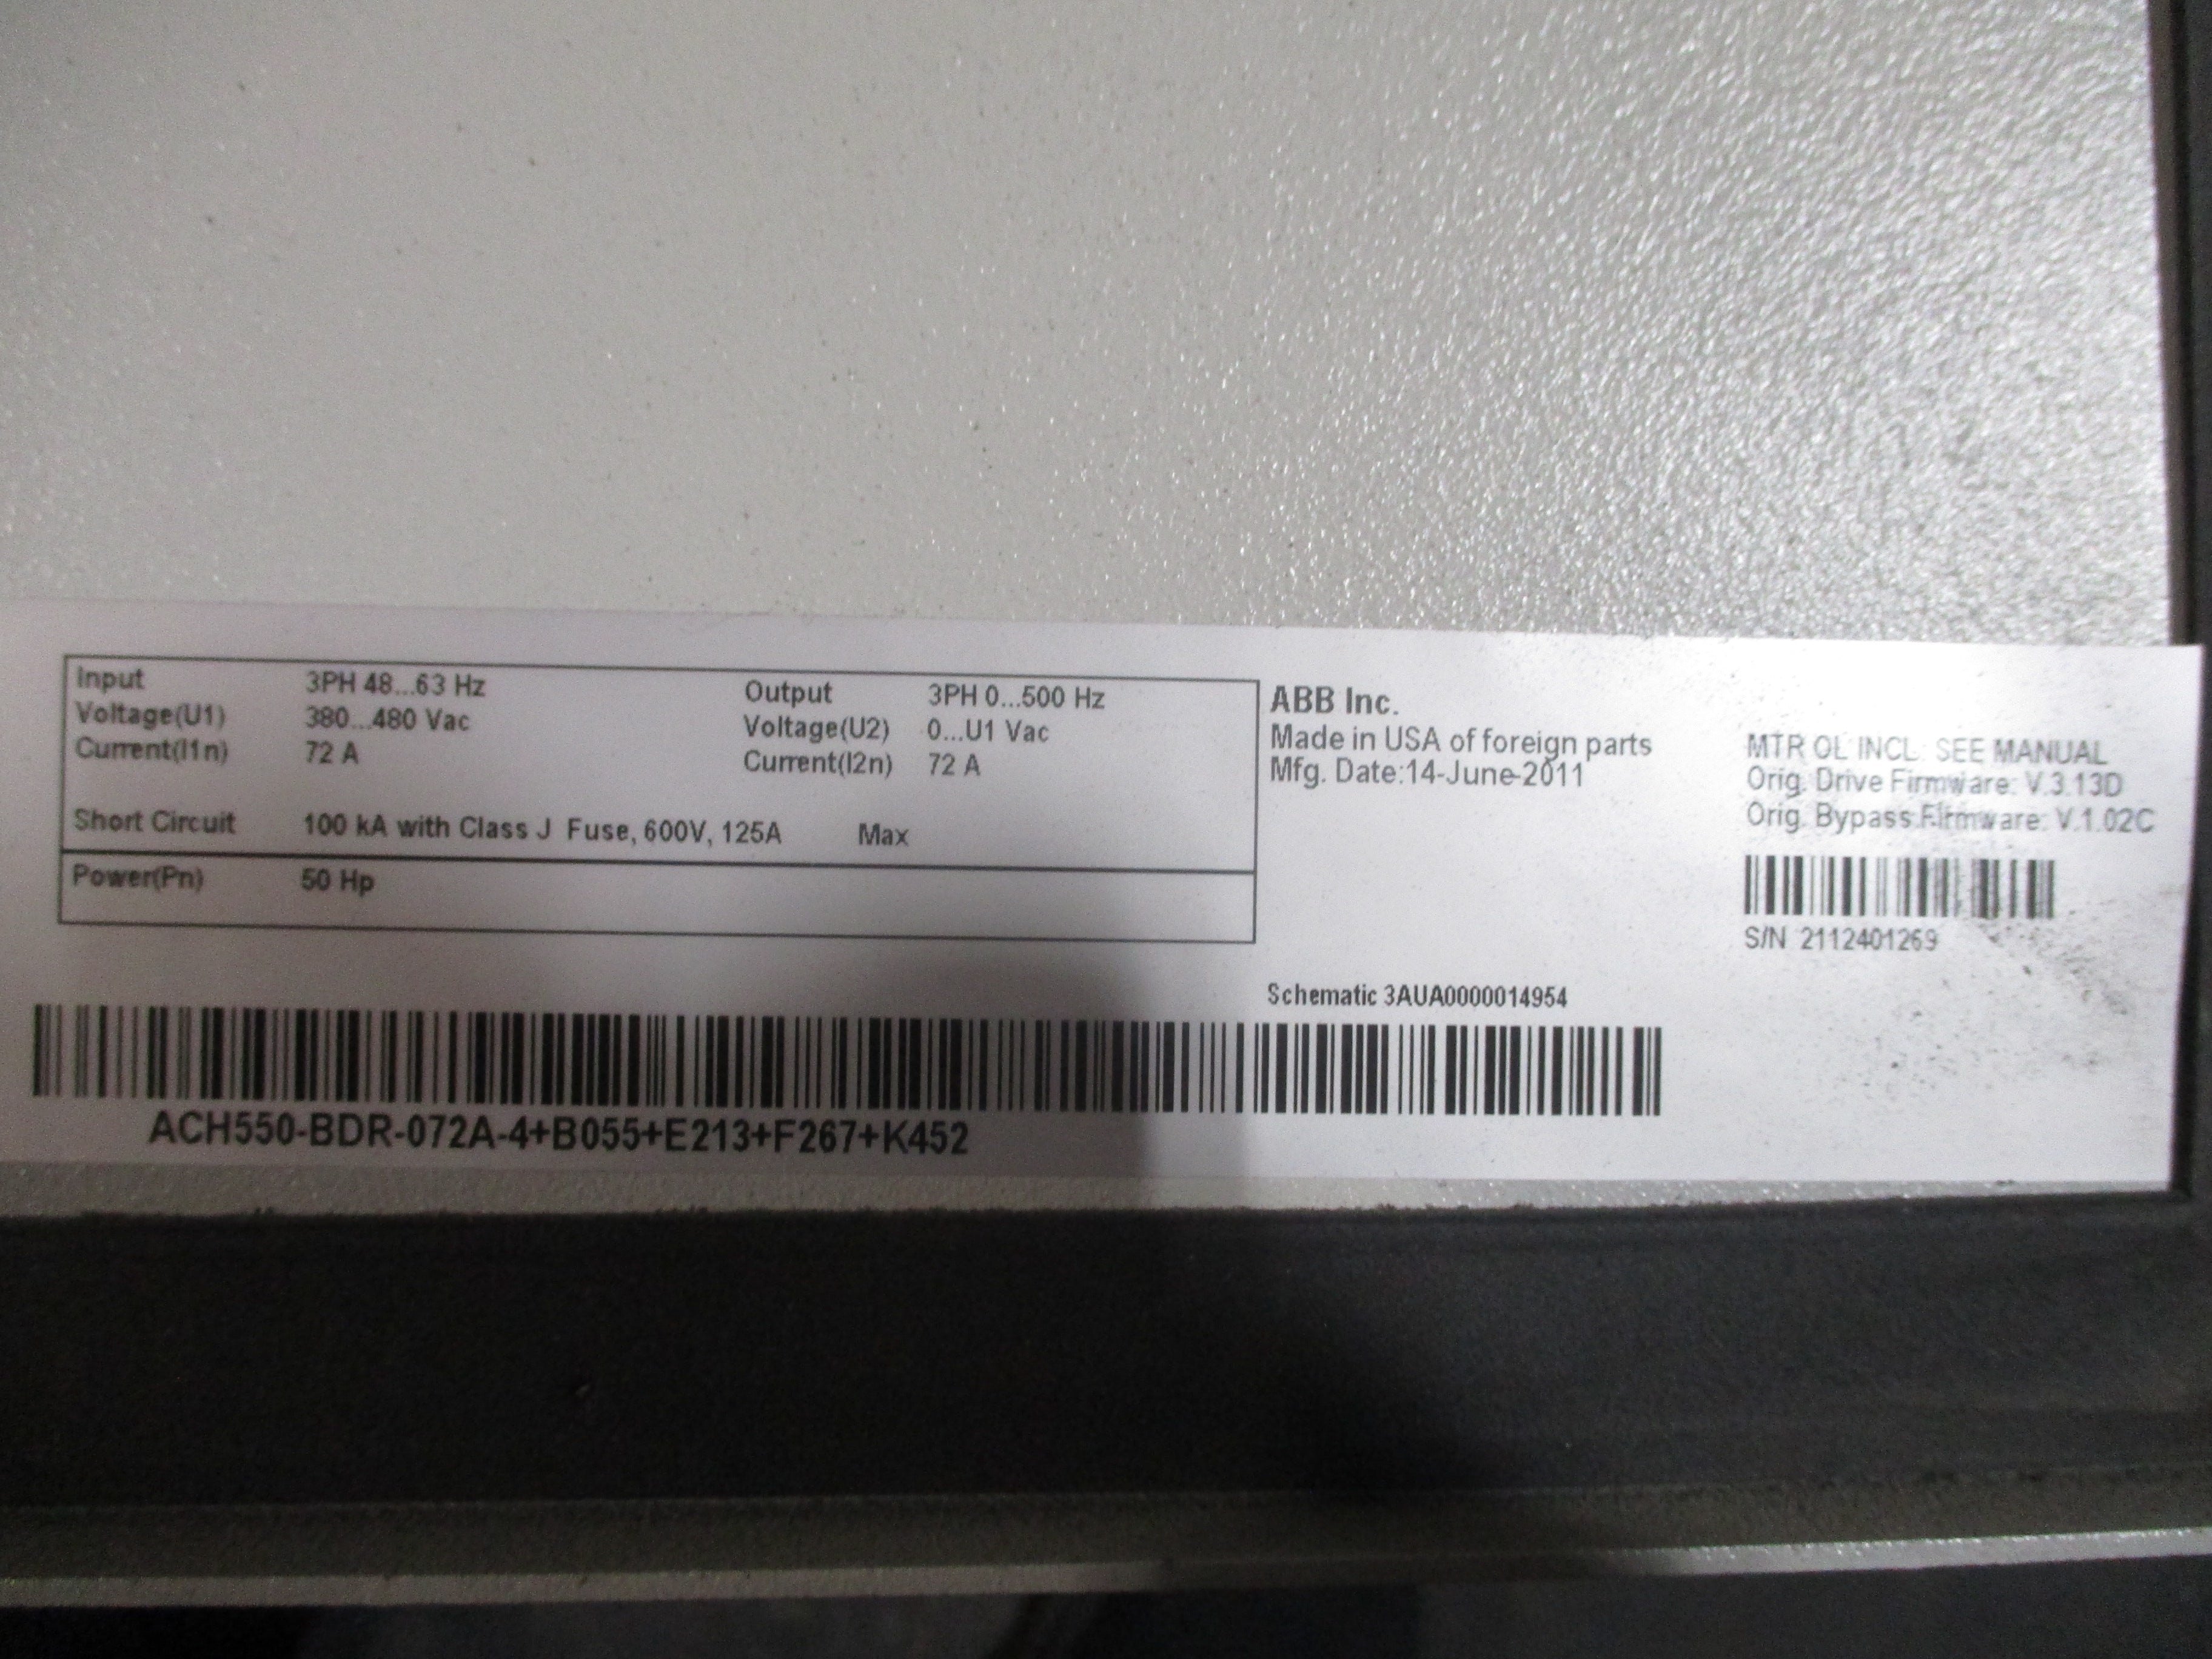 Input 3PH 48...63 Hz Output 3PH 0...500 Hz
Voltage(U1) 380...480 Vac Voltage(U2) 0...U1 Vac
Current(I1n) 72 A Current(I2n) 72 A
Short Circuit 100 kA with Class J Fuse, 600V, 125A Max
Power(Pn) 50 Hp
ABB Inc.
Made in USA of foreign parts
Mfg. Date:14-June-2011
MTR OL INCL. SEE MANUAL
Orig. Drive Firmware: V.3.13D
Orig. Bypass Firmware: V.1.02C
S/N 2112401269
Schematic 3AUA0000014954
ACH550-BDR-072A-4+B055+E213+F267+K452